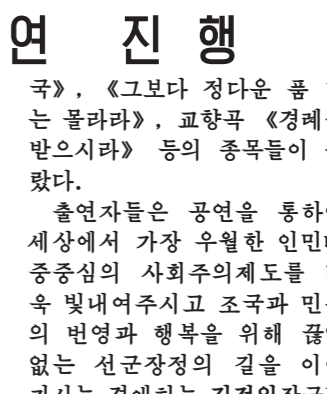 연 진행
국》, 《그보다 정다운 품
는 몰라라》, 교향곡 《경례
받으시라》 등의 종목들이
랐다.
출연자들은 공연을 통하
세상에서 가장 우월한 인민
중중심의 사회주의제도를
욱 빛내여주시고 조국과 민
의 번영과 행복을 위해 끊
없는 선군장정의 길을 이